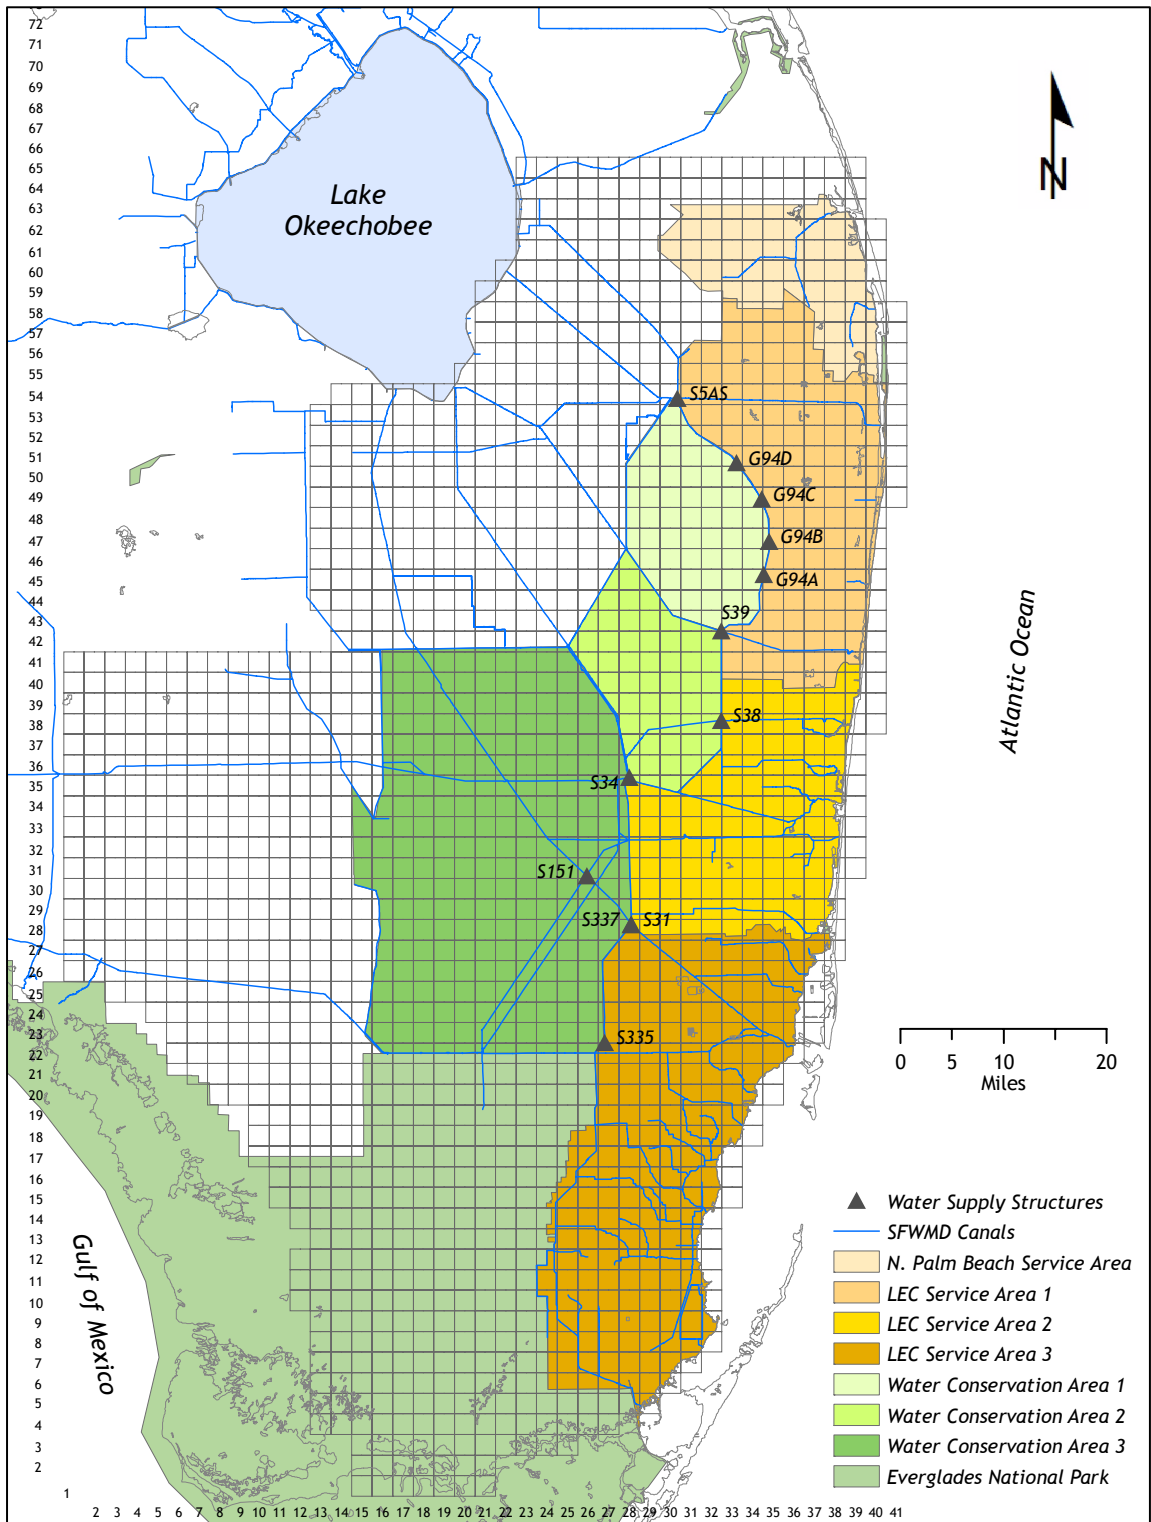 72
71
70
69
68
67
66
65
64
63
62
61
60
59
58
57
56
55
54
53
52
51
50
49
48
47
46
45
44
43
42
41
40
39
38
37
36
35
34
33
32
31
30
29
28
27
26
25
24
23
22
21
20
19
18
17
16
15
14
13
12
11
10
9
8
7
6
5
4
3
2
1
Lake
Okeechobee
N
S5AS
G94D
G94C
G94B
G94A
S39
S38
S34
S151
S337 S31
S335
Atlantic Ocean
Gulf of Mexico
0 5 10 20
Miles
Water Supply Structures
SFWMD Canals
N. Palm Beach Service Area
LEC Service Area 1
LEC Service Area 2
LEC Service Area 3
Water Conservation Area 1
Water Conservation Area 2
Water Conservation Area 3
Everglades National Park
2 3 4 5 6 7 8 9 10 11 12 13 14 15 16 17 18 19 20 21 22 23 24 25 26 27 28 29 30 31 32 33 34 35 36 37 38 39 40 41